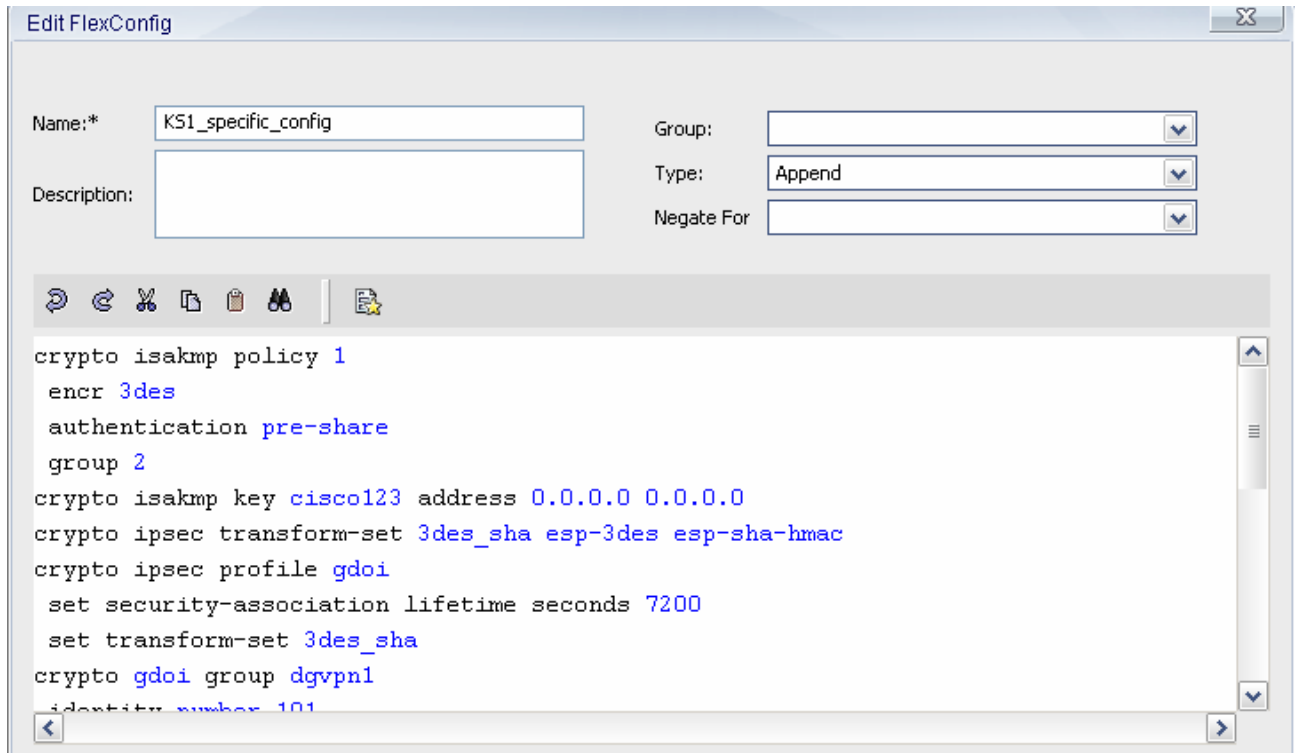 Edit FlexConfig
Name:* KS1_specific_config
Group:
Type: Append
Description:
Negate For
crypto isakmp policy 1
encr 3des
authentication pre-share
group 2
crypto isakmp key cisco123 address 0.0.0.0 0.0.0.0
crypto ipsec transform-set 3des_sha esp-3des esp-sha-hmac
crypto ipsec profile gdoi
set security-association lifetime seconds 7200
set transform-set 3des_sha
crypto gdoi group dgvpn1
identity number 101